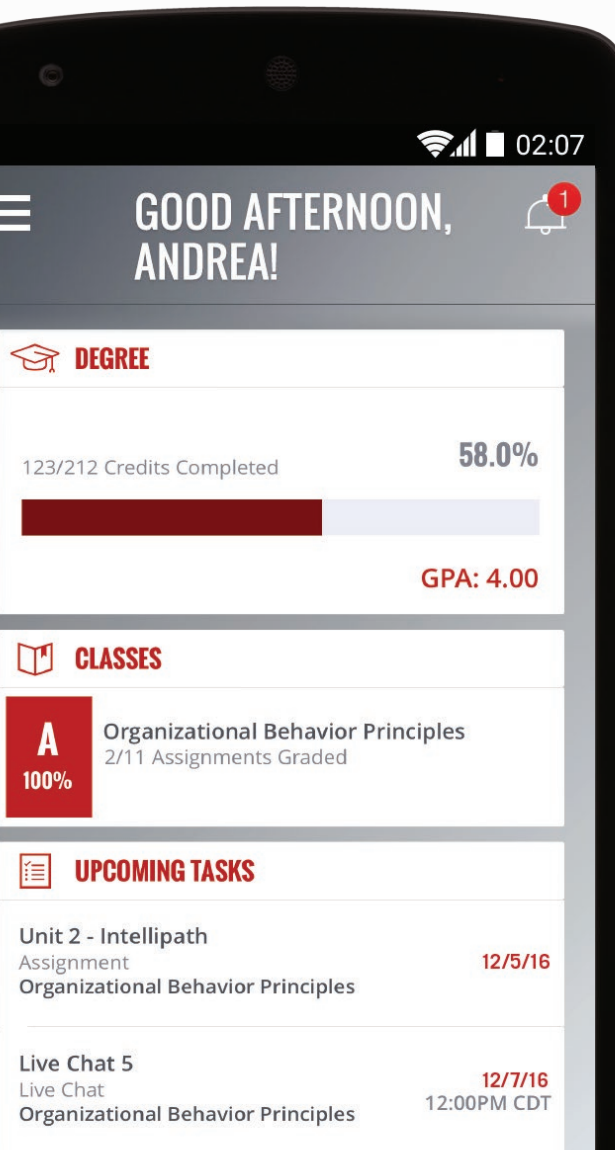 02:07
GOOD AFTERNOON,
ANDREA!
1
DEGREE
123/212 Credits Completed
58.0%
GPA: 4.00
CLASSES
A
100%
Organizational Behavior Principles
2/11 Assignments Graded
UPCOMING TASKS
Unit 2 - Intellipath
Assignment
12/5/16
Organizational Behavior Principles
Live Chat 5
Live Chat
12/7/16
12:00PM CDT
Organizational Behavior Principles